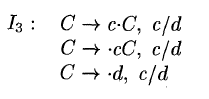 I₃ : C → c·C, c/d
C → ·cC, c/d
C → ·d, c/d